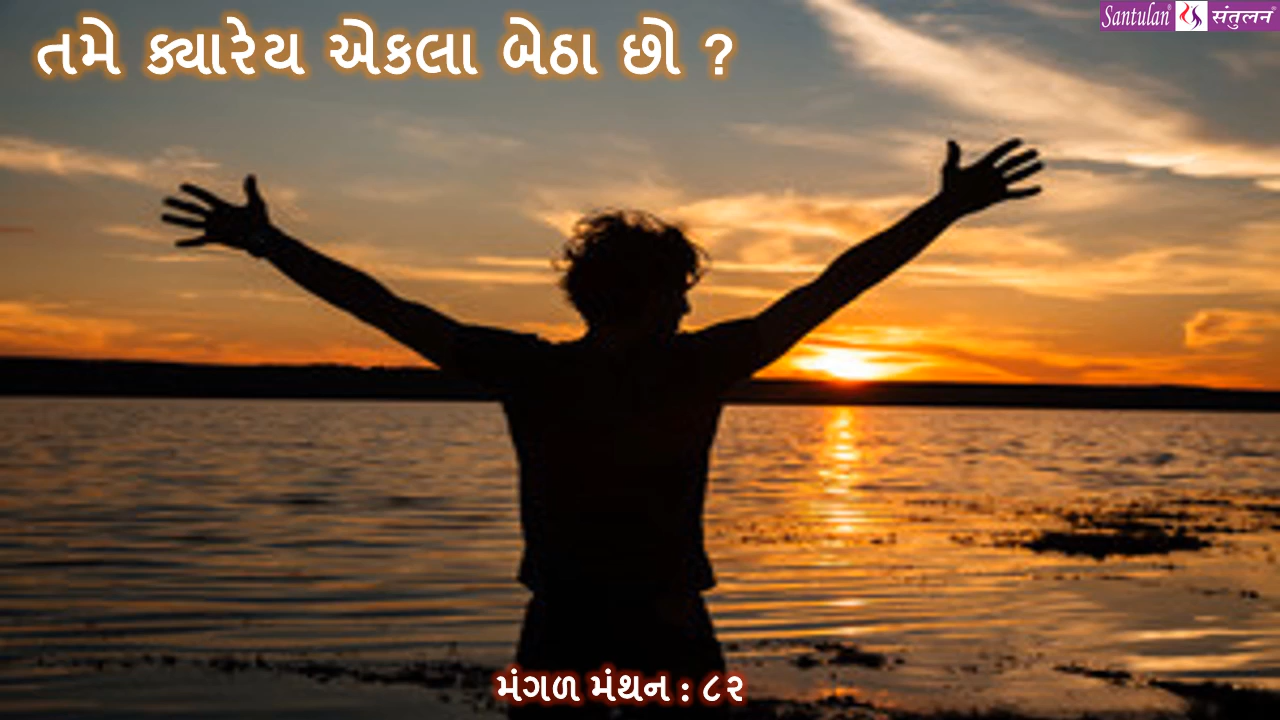 તમે ક્યારેય એકલા બેઠા છો ?
Santulan® संतुलन®
મંગળ મંથન : ૮૨